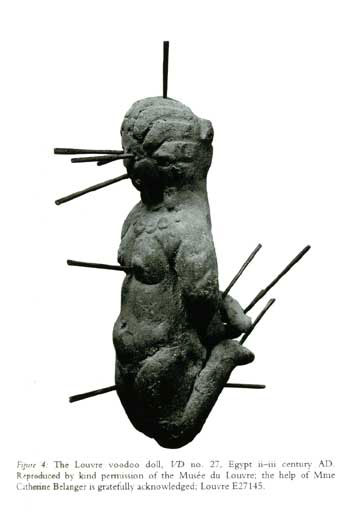 Figure 4: The Louvre voodoo doll, VD no. 27, Egypt ii–iii century AD.
Reproduced by kind permission of the Musée du Louvre; the help of Mme
Catherine Belanger is gratefully acknowledged; Louvre E27145.